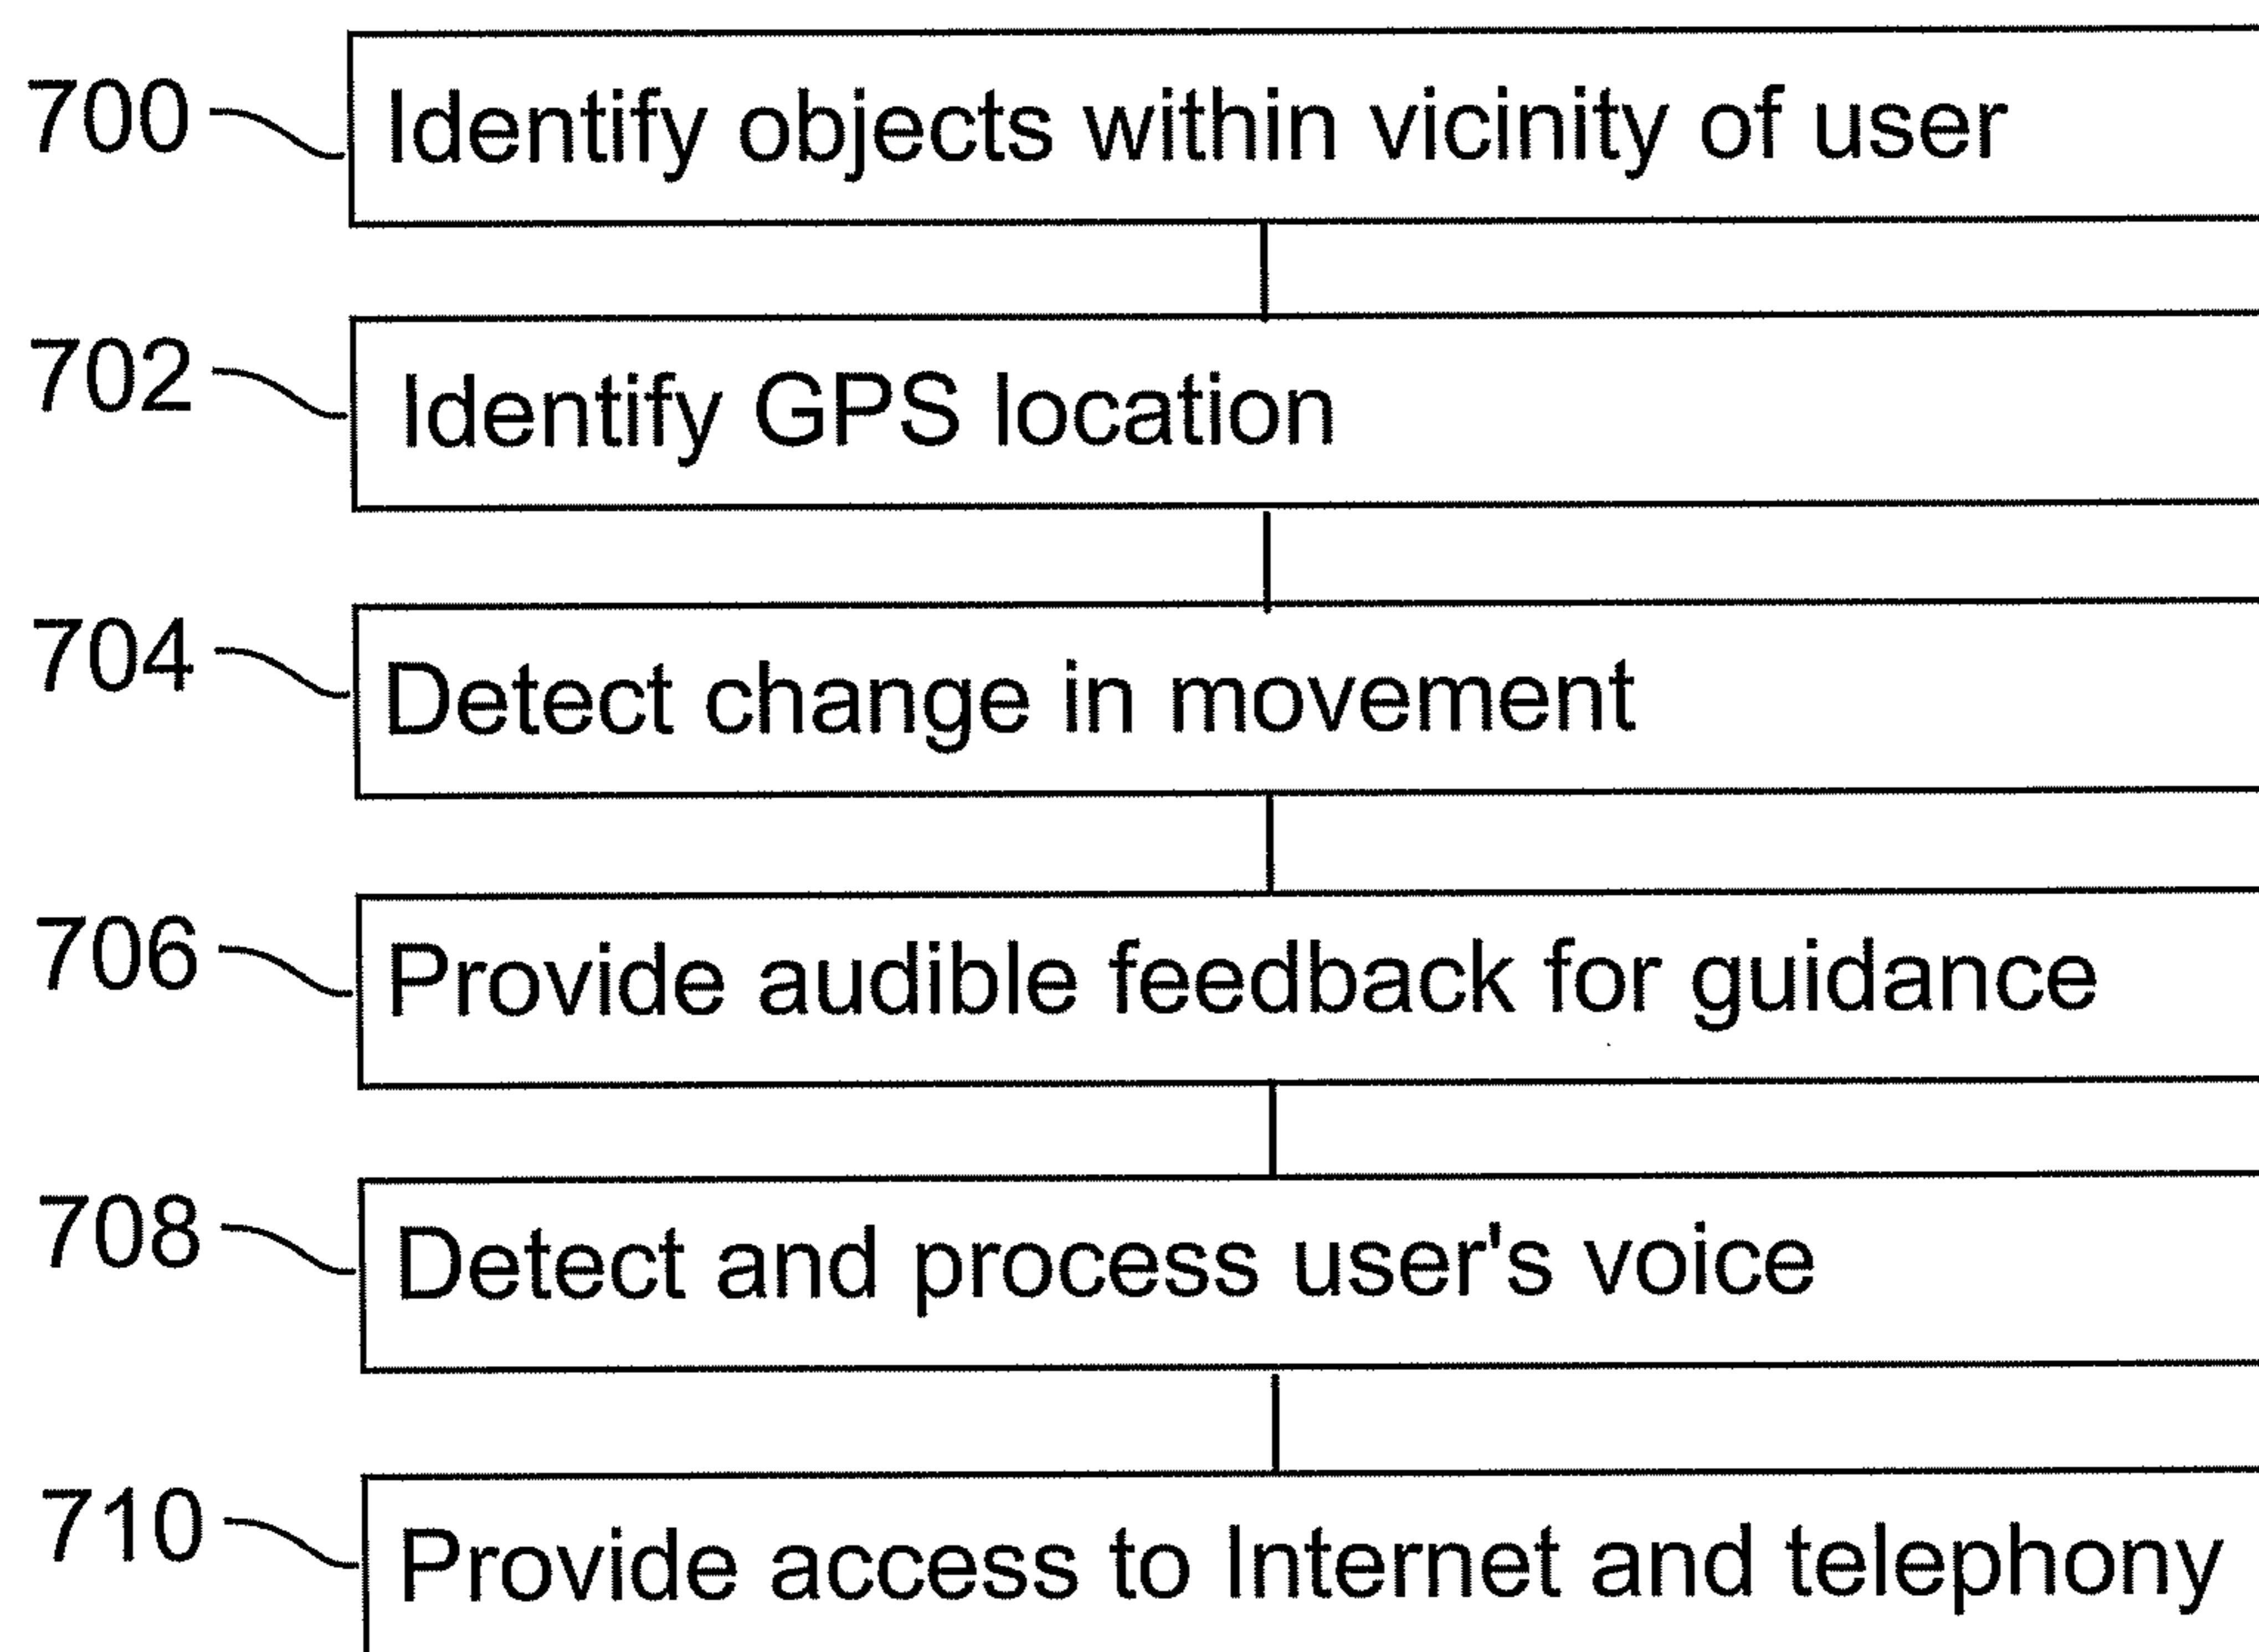 700 Identify objects within vicinity of user
702 Identify GPS location
704 Detect change in movement
706 Provide audible feedback for guidance
708 Detect and process user's voice
710 Provide access to Internet and telephony